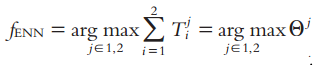 f_ENN = arg max_{j∈1,2} ∑_{i=1}^{2} T_i^j = arg max_{j∈1,2} Θ^j